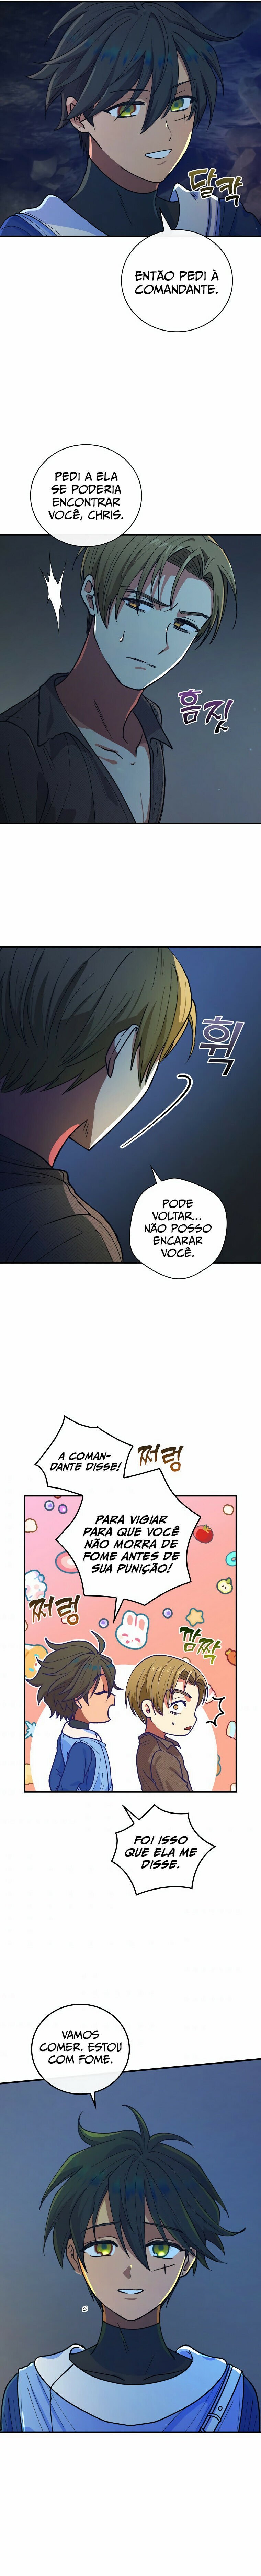 달칵
ENTÃO PEDI À
COMANDANTE.
PEDI A ELA
SE PODERIA
ENCONTRAR
VOCÊ, CHRIS.
흠짓
휙
PODE
VOLTAR...
NÃO POSSO
ENCARAR
VOCÊ.
A COMAN-
DANTE DISSE!
쩌렁
PARA VIGIAR
PARA QUE VOCÊ
NÃO MORRA DE
FOME ANTES DE
SUA PUNIÇÃO!
쩌렁
깜짝
FOI ISSO
QUE ELA ME
DISSE.
VAMOS
COMER. ESTOU
COM FOME.